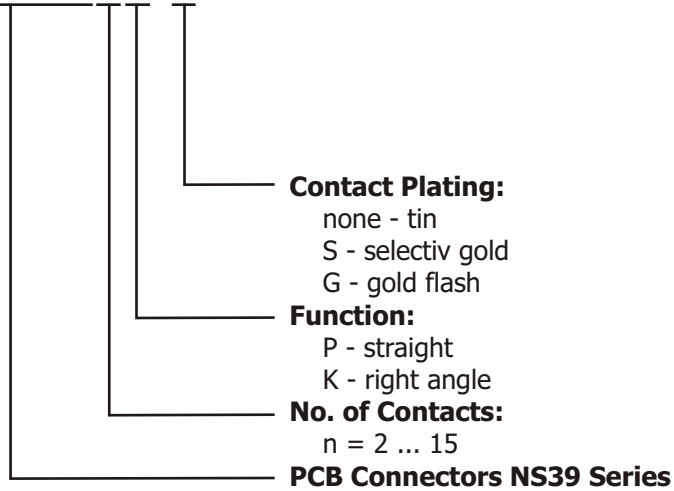 Contact Plating:
none - tin
S - selectiv gold
G - gold flash
Function:
P - straight
K - right angle
No. of Contacts:
n = 2 ... 15
PCB Connectors NS39 Series